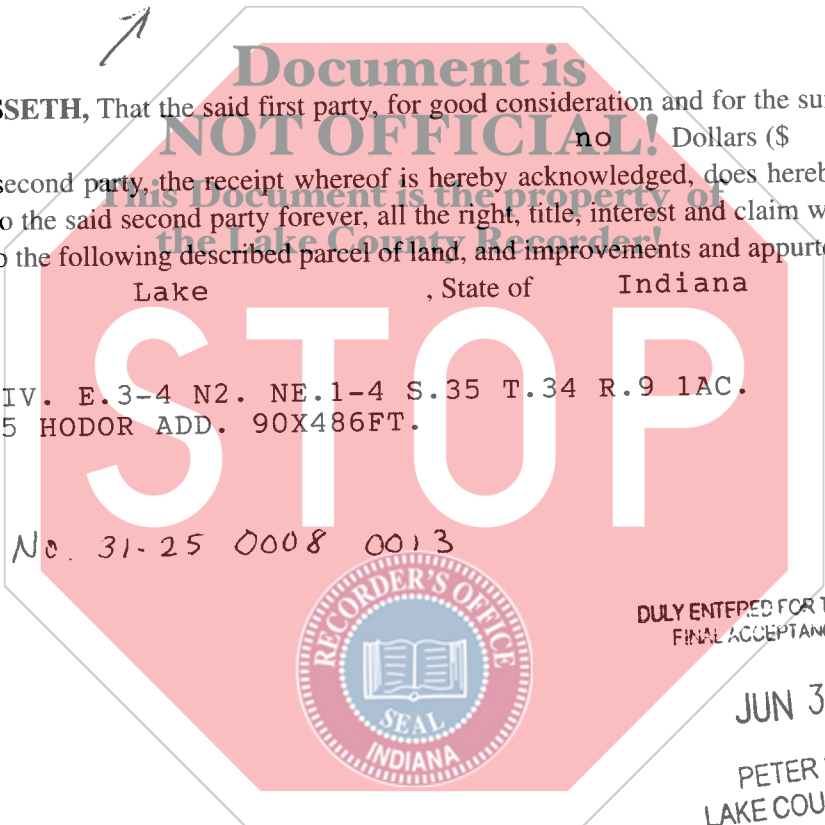 Document is
SSETH, That the said first party, for good consideration and for the su
NOT OFFICIAL!
no Dollars ($
second party, the receipt whereof is hereby acknowledged, does hereb
This Document is the property of
o the said second party forever, all the right, title, interest and claim w
the Lake County Recorder!
o the following described parcel of land, and improvements and appurte
Lake , State of Indiana
STOP
IV. E.3-4 N2. NE.1-4 S.35 T.34 R.9 1AC.
5 HODOR ADD. 90X486FT.
No. 31-25 0008 0013
RECORDER'S OFFICE
SEAL
INDIANA
DULY ENTERED FOR T
FINAL ACCEPTANC
JUN 3
PETER
LAKE COU